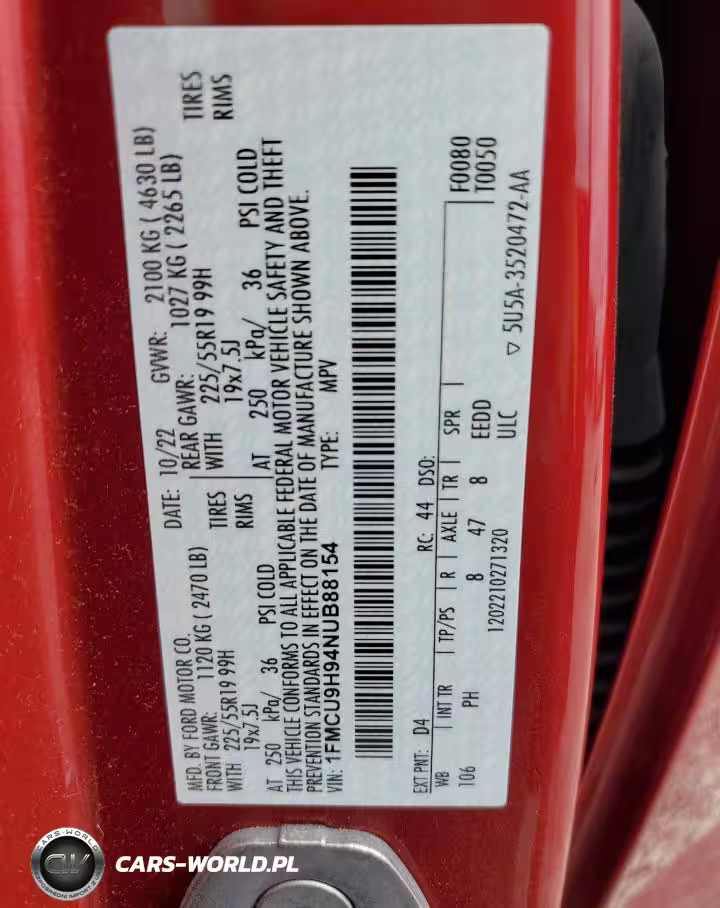 MFD. BY FORD MOTOR CO. DATE: 10/22 GVWR: 2100 KG ( 4630 LB)
FRONT GAWR: 1120 KG ( 2470 LB) REAR GAWR: 1027 KG ( 2265 LB)
WITH 225/55R19 99H TIRES WITH 225/55R19 99H TIRES
19x7.5J RIMS 19x7.5J RIMS
AT 250 kPa/ 36 PSI COLD AT 250 kPa/ 36 PSI COLD
THIS VEHICLE CONFORMS TO ALL APPLICABLE FEDERAL MOTOR VEHICLE SAFETY AND THEFT
PREVENTION STANDARDS IN EFFECT ON THE DATE OF MANUFACTURE SHOWN ABOVE.
VIN: 1FMCU9H94NUB88154 TYPE: MPV
EXT PNT: D4 RC: 44 DSO: F0080
WB INT TR TP/PS R AXLE TR SPR T0050
106 PH 8 47 8 EEDD
1202210271320 ULC
▽ 5U5A-3520472-AA
CARS-WORLD
CW
CARS-WORLD.PL